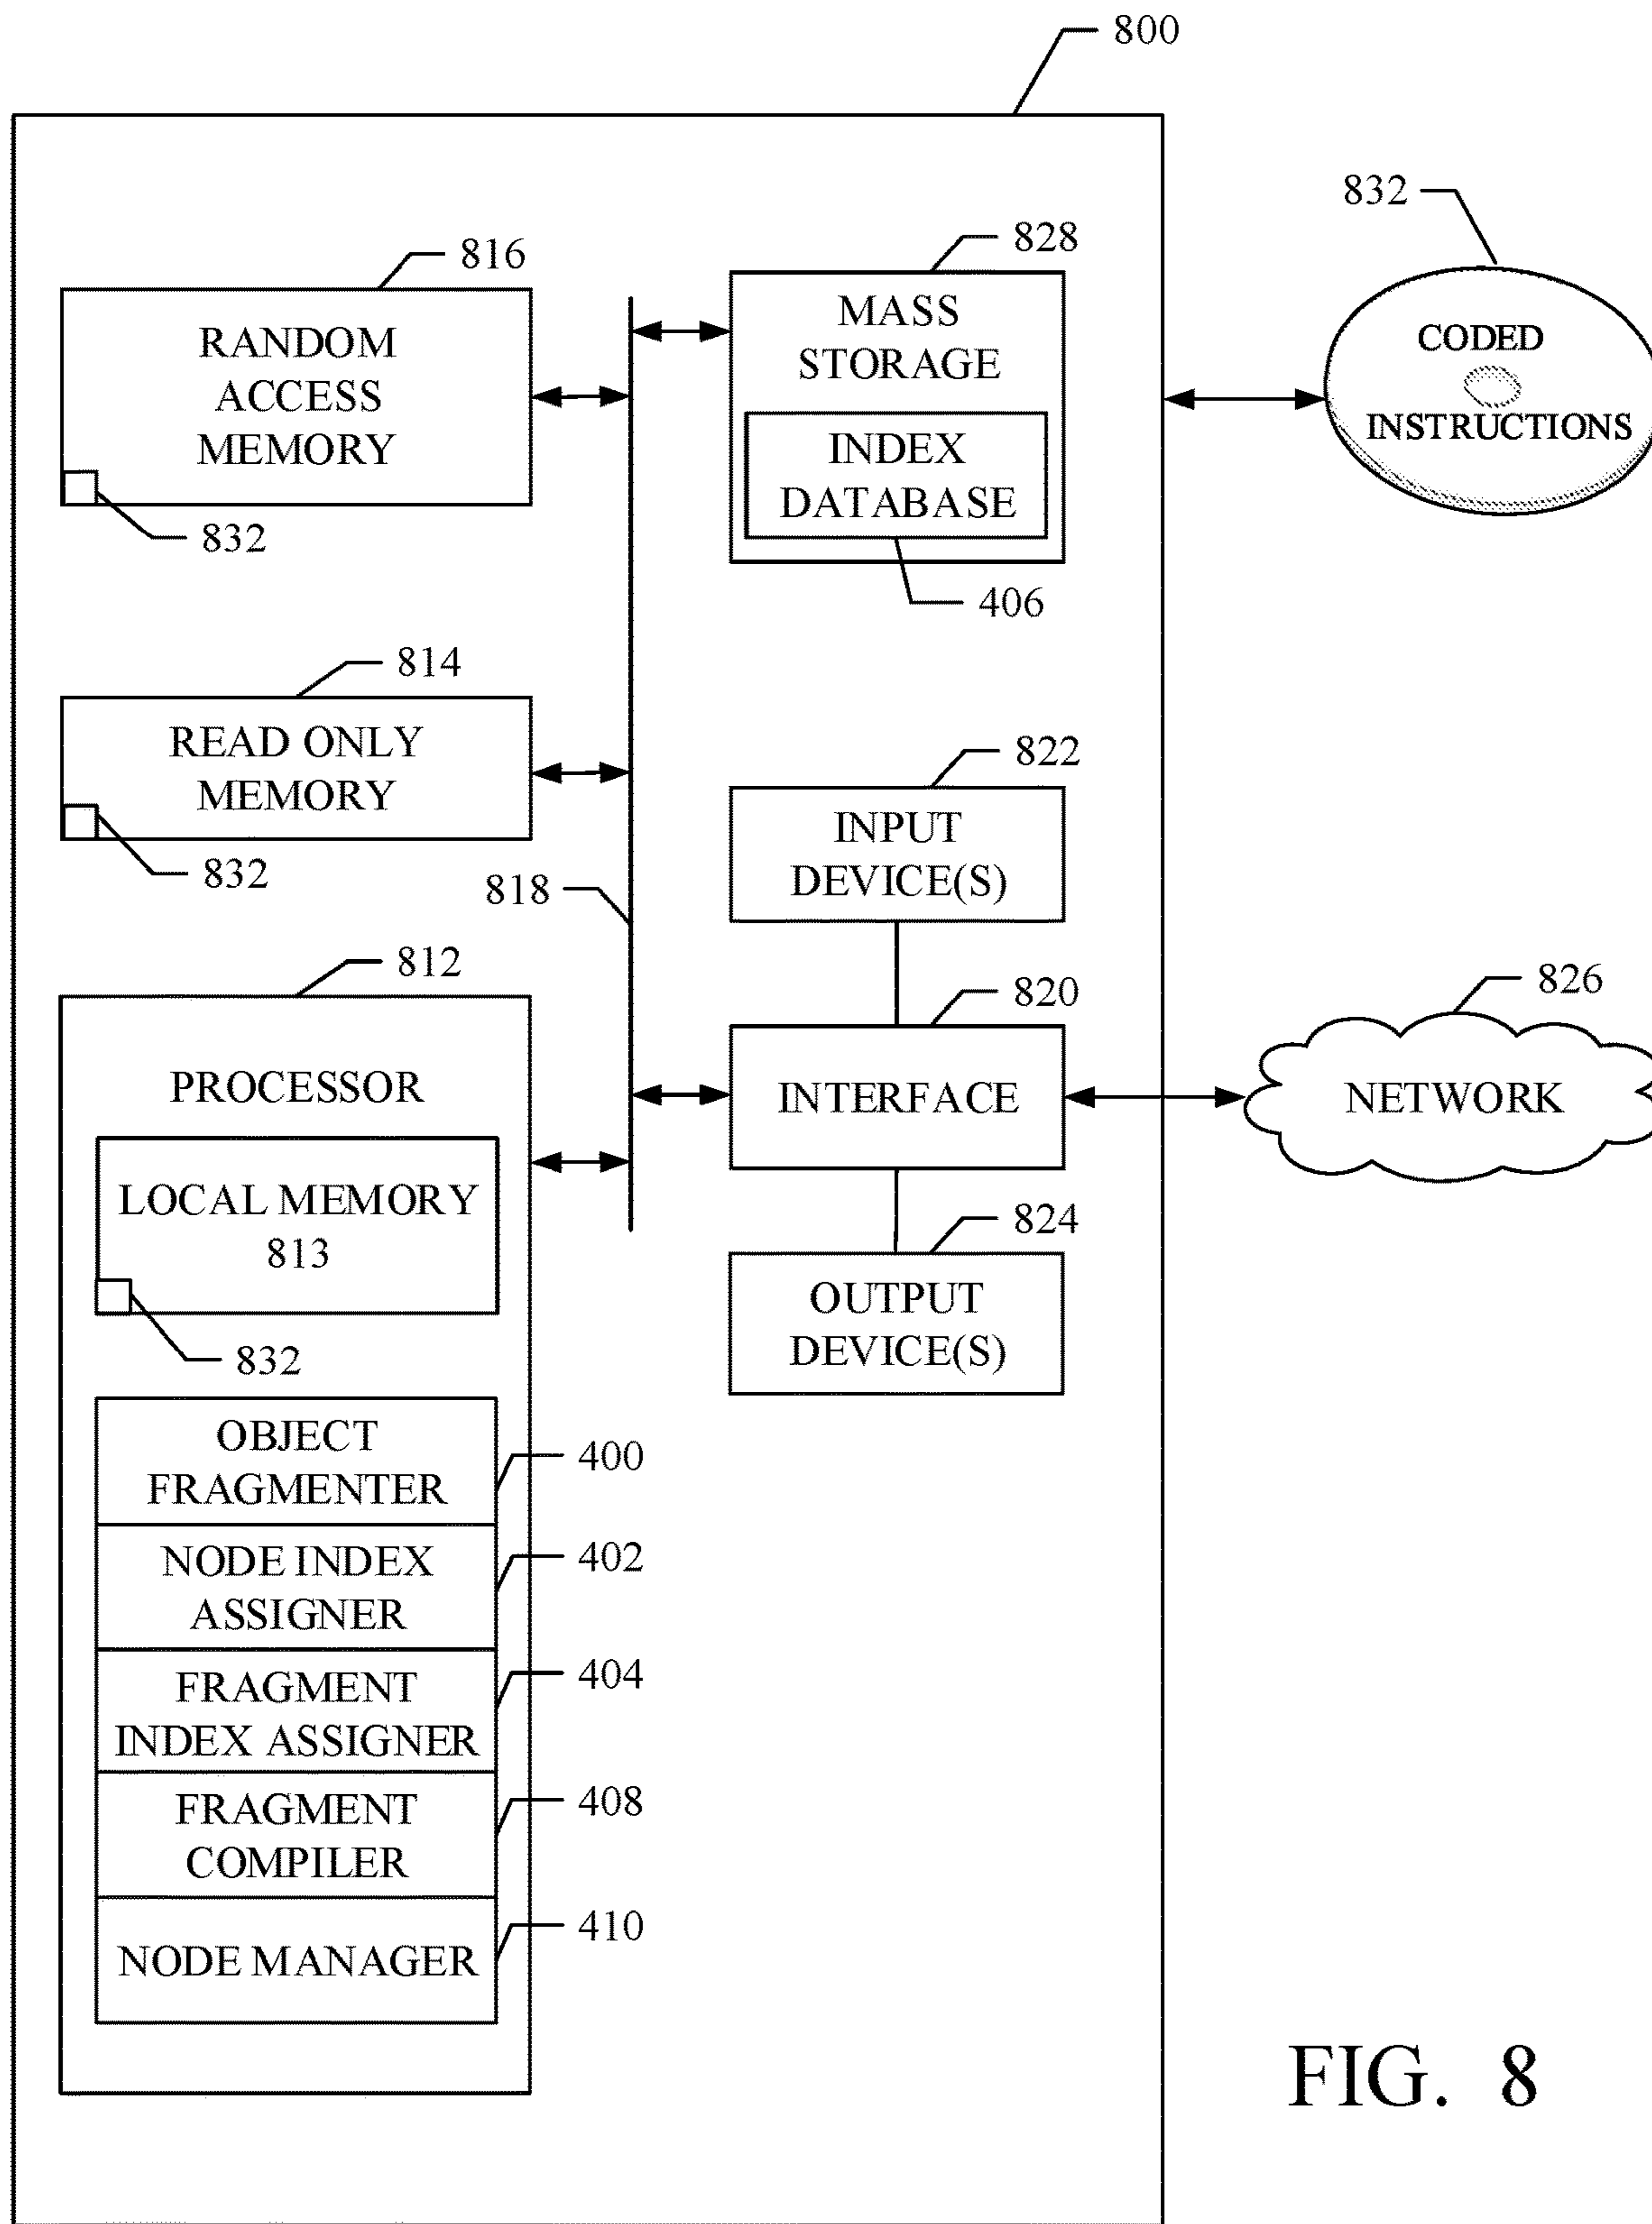 800
832
816
828
RANDOM
ACCESS
MEMORY
832
MASS
STORAGE
INDEX
DATABASE
406
CODED
INSTRUCTIONS
814
READ ONLY
MEMORY
832
818
822
INPUT
DEVICE(S)
812
820
826
PROCESSOR
INTERFACE
NETWORK
LOCAL MEMORY
813
832
824
OUTPUT
DEVICE(S)
OBJECT
FRAGMENTER
400
NODE INDEX
ASSIGNER
402
FRAGMENT
INDEX ASSIGNER
404
FRAGMENT
COMPILER
408
NODE MANAGER
410
FIG. 8